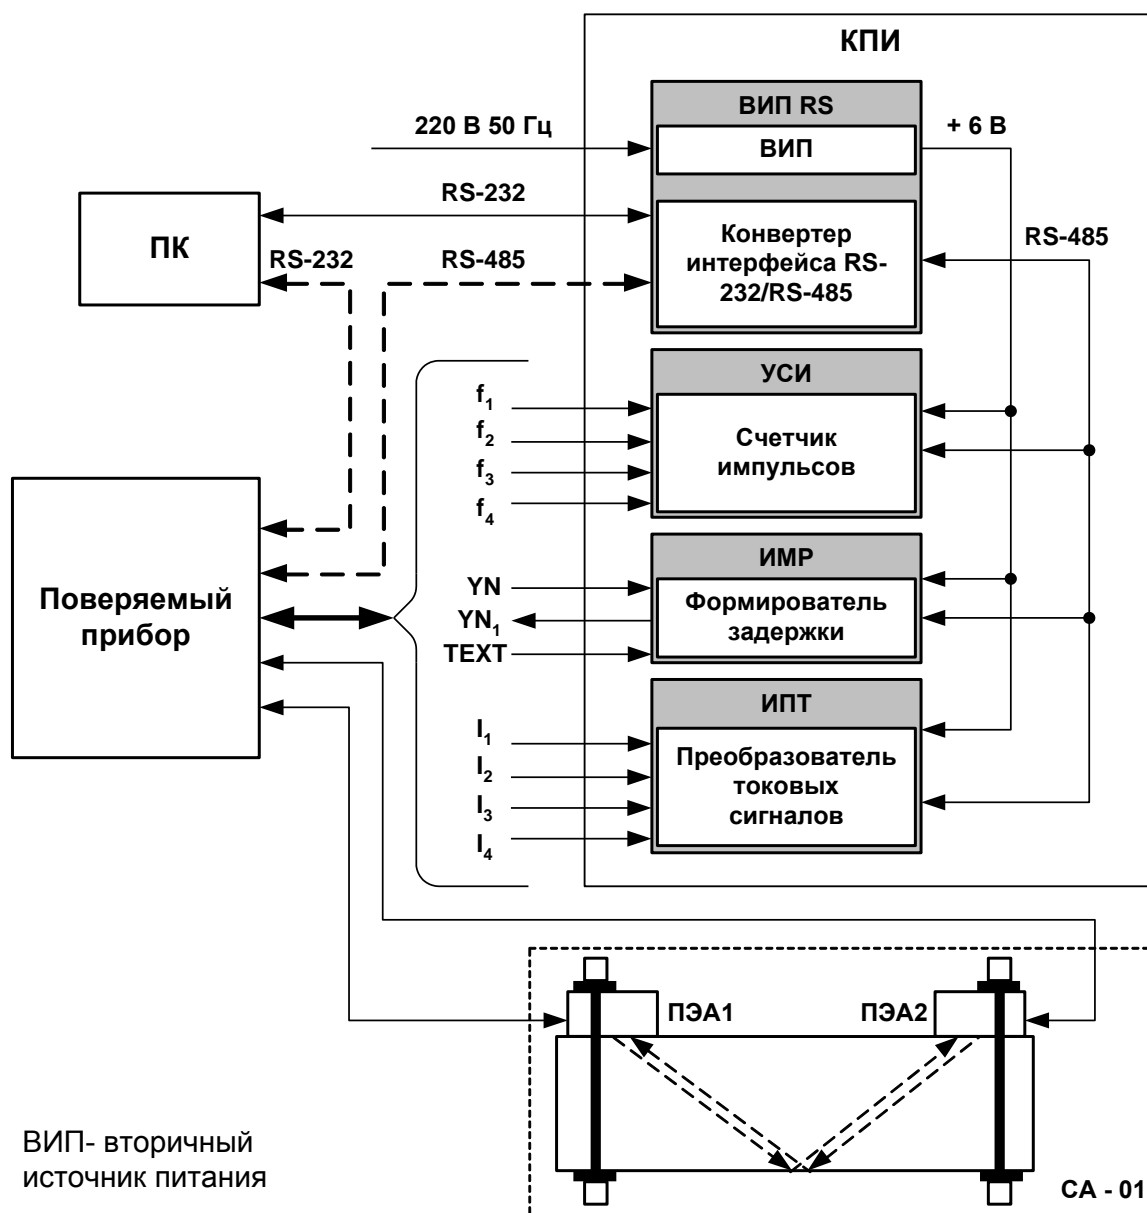 КПИ
ВИП RS
220 В 50 Гц
+ 6 В
ВИП
RS-232
ПК
Конвертер
интерфейса RS-
232/RS-485
RS-485
RS-232
RS-485
УСИ
f1
f2
f3
f4
Счетчик
импульсов
Поверяемый
прибор
ИМР
YN
YN1
TEXT
Формирователь
задержки
ИПТ
I1
I2
I3
I4
Преобразователь
токовых
сигналов
ПЭА1
ПЭА2
ВИП- вторичный
источник питания
СА - 01